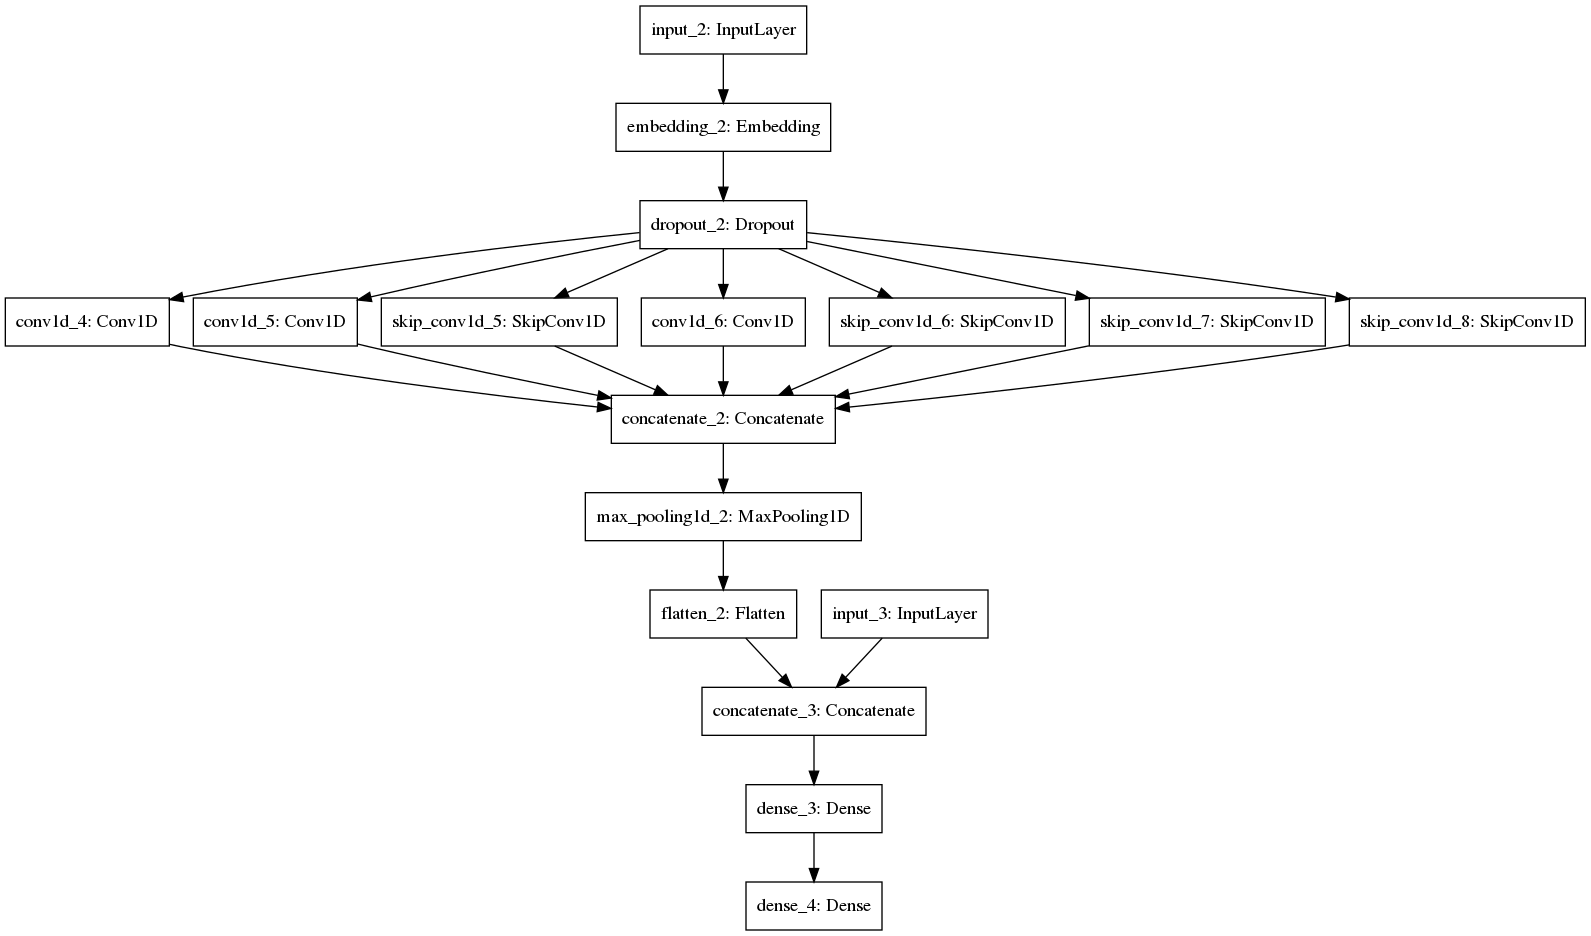 input_2: InputLayer
embedding_2: Embedding
dropout_2: Dropout
conv1d_4: Conv1D
conv1d_5: Conv1D
skip_conv1d_5: SkipConv1D
conv1d_6: Conv1D
skip_conv1d_6: SkipConv1D
skip_conv1d_7: SkipConv1D
skip_conv1d_8: SkipConv1D
concatenate_2: Concatenate
max_pooling1d_2: MaxPooling1D
flatten_2: Flatten
input_3: InputLayer
concatenate_3: Concatenate
dense_3: Dense
dense_4: Dense